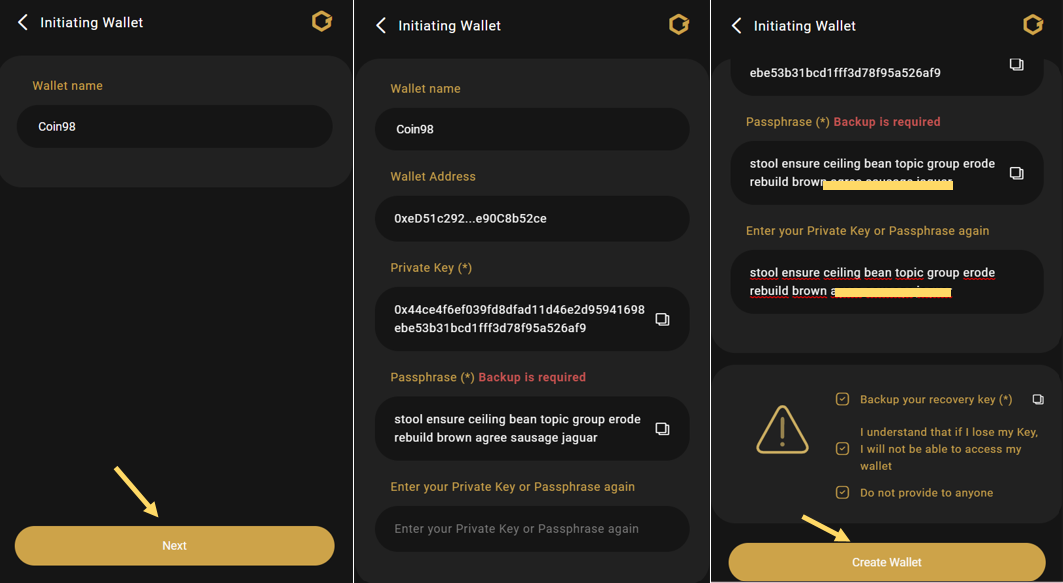 Initiating Wallet
Wallet name
Coin98
Next
Initiating Wallet
Wallet name
Coin98
Wallet Address
0xeD51c292...e90C8b52ce
Private Key (*)
0x44ce4f6ef039fd8dfad11d46e2d95941698
ebe53b31bcd1fff3d78f95a526af9
Passphrase (*) Backup is required
stool ensure ceiling bean topic group erode
rebuild brown agree sausage jaguar
Enter your Private Key or Passphrase again
Enter your Private Key or Passphrase again
Initiating Wallet
ebe53b31bcd1fff3d78f95a526af9
Passphrase (*) Backup is required
stool ensure ceiling bean topic group erode
rebuild brown
Enter your Private Key or Passphrase again
stool ensure ceiling bean topic group erode
rebuild brown
Backup your recovery key (*)
I understand that if I lose my Key,
I will not be able to access my
wallet
Do not provide to anyone
Create Wallet